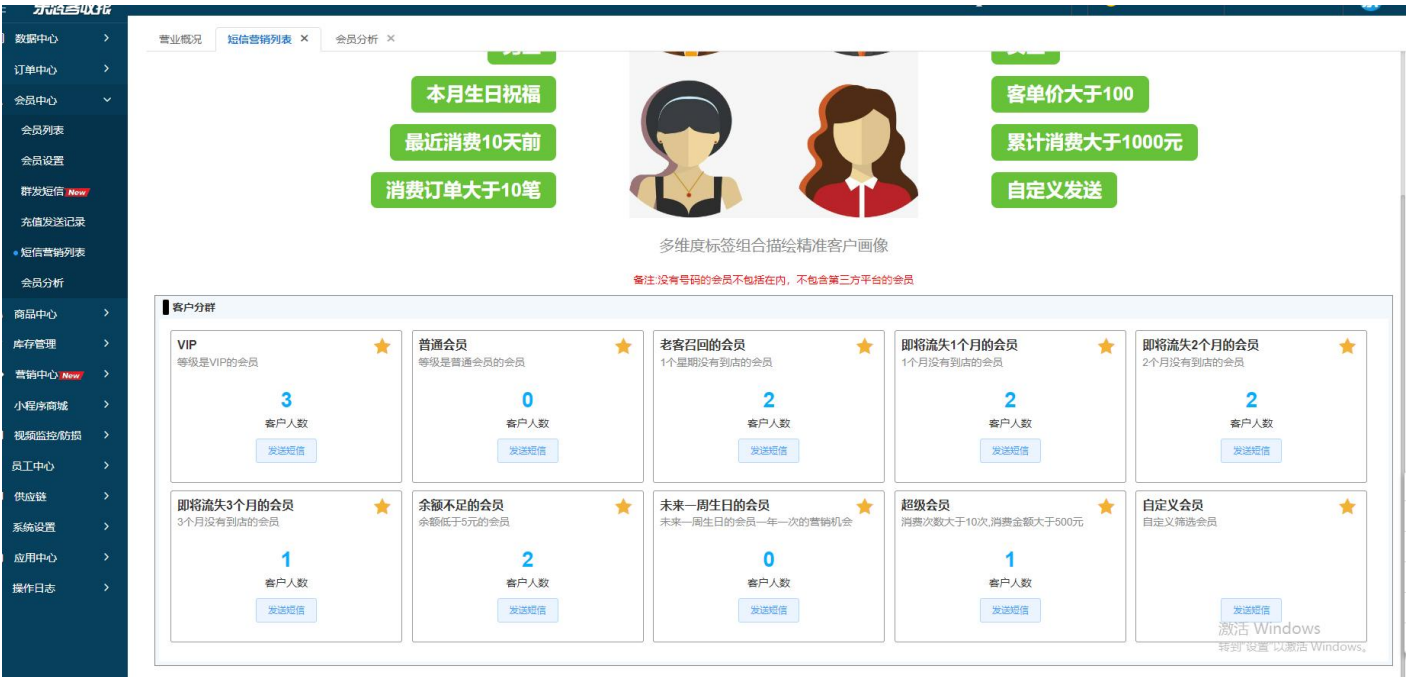 数据中心
订单中心
会员中心
会员列表
会员设置
群发短信 New
充值发送记录
短信营销列表
会员分析
商品中心
库存管理
营销中心 New
小程序商城
视频监控/防损
员工中心
供应链
系统设置
应用中心
操作日志
营业概况 短信营销列表 × 会员分析 ×
本月生日祝福
最近消费10天前
消费订单大于10笔
客单价大于100
累计消费大于1000元
自定义发送
多维度标签组合描绘精准客户画像
备注:没有号码的会员不包括在内，不包含第三方平台的会员
客户分群
VIP
等级是VIP的会员
3
客户人数
发送短信
普通会员
等级是普通会员的会员
0
客户人数
发送短信
老客召回的会员
1个星期没有到店的会员
2
客户人数
发送短信
即将流失1个月的会员
1个月没有到店的会员
2
客户人数
发送短信
即将流失2个月的会员
2个月没有到店的会员
2
客户人数
发送短信
即将流失3个月的会员
3个月没有到店的会员
1
客户人数
发送短信
余额不足的会员
余额低于5元的会员
2
客户人数
发送短信
未来一周生日的会员
未来一周生日的会员一年一次的营销机会
0
客户人数
发送短信
超级会员
消费次数大于10次,消费金额大于500元
1
客户人数
发送短信
自定义会员
自定义筛选会员
发送短信
激活 Windows
转到"设置"以激活 Windows。